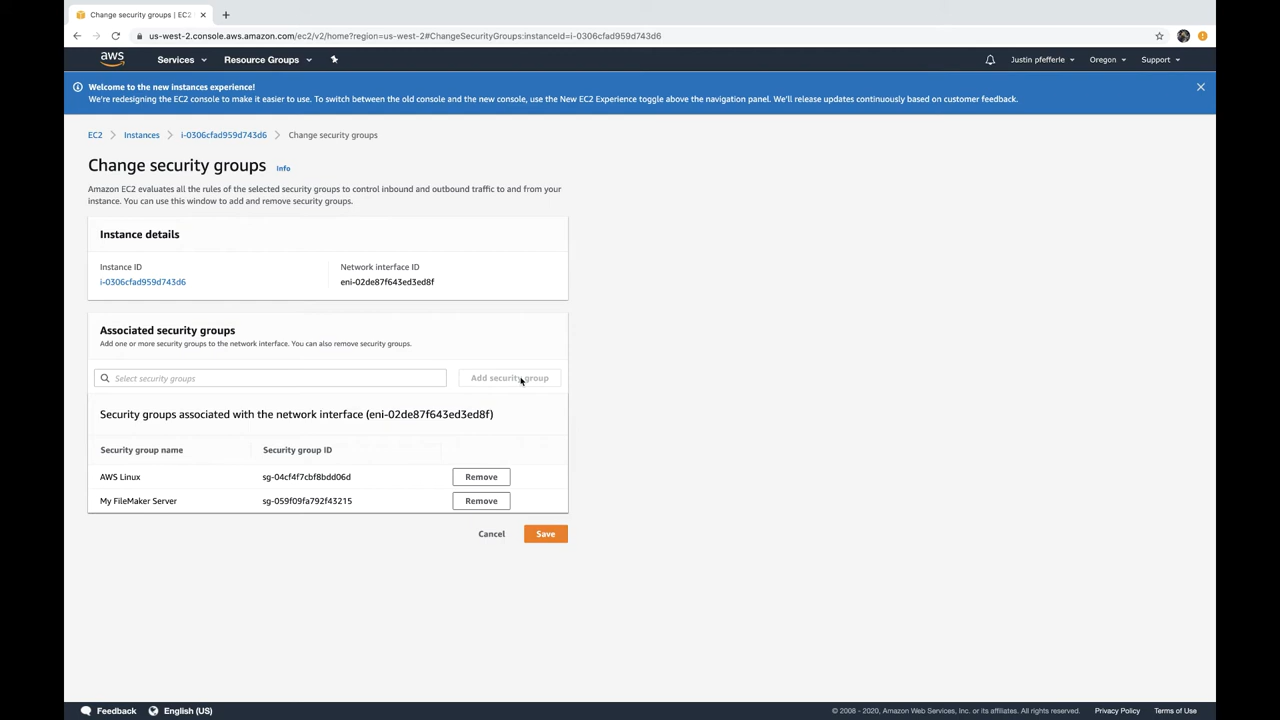 Change security groups | EC2
us-west-2.console.aws.amazon.com/ec2/v2/home?region=us-west-2#ChangeSecurityGroups:instanceId=i-0306cfad959d743d6
aws Services Resource Groups Justin pfefferle Oregon Support
Welcome to the new instances experience!
We're redesigning the EC2 console to make it easier to use. To switch between the old console and the new console, use the New EC2 Experience toggle above the navigation panel. We'll release updates continuously based on customer feedback.
EC2 Instances i-0306cfad959d743d6 Change security groups
Change security groups Info
Amazon EC2 evaluates all the rules of the selected security groups to control inbound and outbound traffic to and from your
instance. You can use this window to add and remove security groups.
Instance details
Instance ID Network interface ID
i-0306cfad959d743d6 eni-02de87f643ed3ed8f
Associated security groups
Add one or more security groups to the network interface. You can also remove security groups.
Select security groups Add security group
Security groups associated with the network interface (eni-02de87f643ed3ed8f)
Security group name Security group ID
AWS Linux sg-04cf4f7cbf8bdd06d Remove
My FileMaker Server sg-059f09fa792f43215 Remove
Cancel Save
Feedback English (US) © 2008 - 2020, Amazon Web Services, Inc. or its affiliates. All rights reserved. Privacy Policy Terms of Use